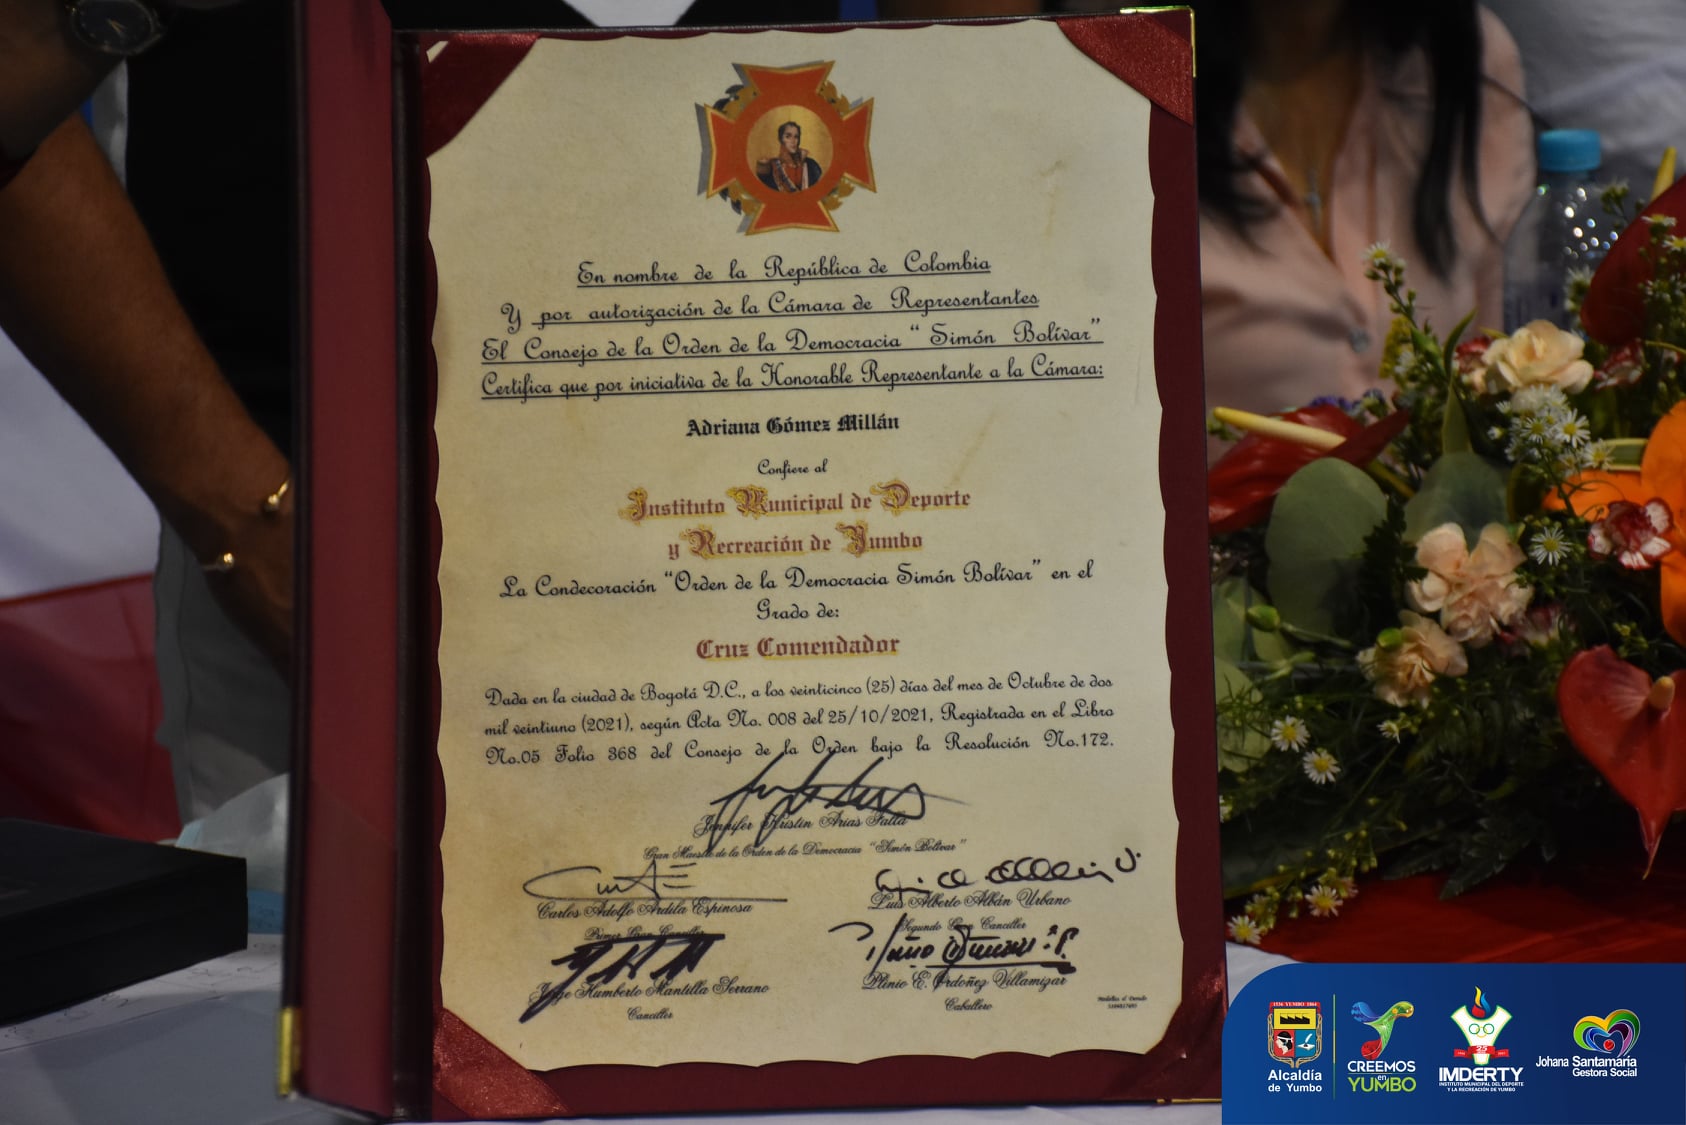 En nombre de la República de Colombia
Y por autorización de la Cámara de Representantes
El Consejo de la Orden de la Democracia “ Simón Bolívar”
Certifica que por iniciativa de la Honorable Representante a la Cámara:
Adriana Gómez Millán
Confiere al
Instituto Municipal de Deporte
y Recreación de Yumbo
La Condecoración “Orden de la Democracia Simón Bolívar” en el
Grado de:
Cruz Comendador
Dada en la ciudad de Bogotá D.C., a los veinticinco (25) días del mes de Octubre de dos
mil veintiuno (2021), según Acta No. 008 del 25/10/2021, Registrada en el Libro
No.05 Folio 368 del Consejo de la Orden bajo la Resolución No.172.
Jennifer Kristin Arias Falla
Gran Maestre de la Orden de la Democracia “Simón Bolívar”
Carlos Adolfo Ardila Espinosa
Primer Gran Canciller
Luis Alberto Albán Urbano
Segundo Gran Canciller
Jorge Humberto Mantilla Serrano
Canciller
Plinio E. Ordóñez Villamizar
Caballero
Alcaldía
de Yumbo
CREEMOS
en
YUMBO
IMDERTY
INSTITUTO MUNICIPAL DEL DEPORTE
Y LA RECREACIÓN DE YUMBO
Johana Santamaría
Gestora Social